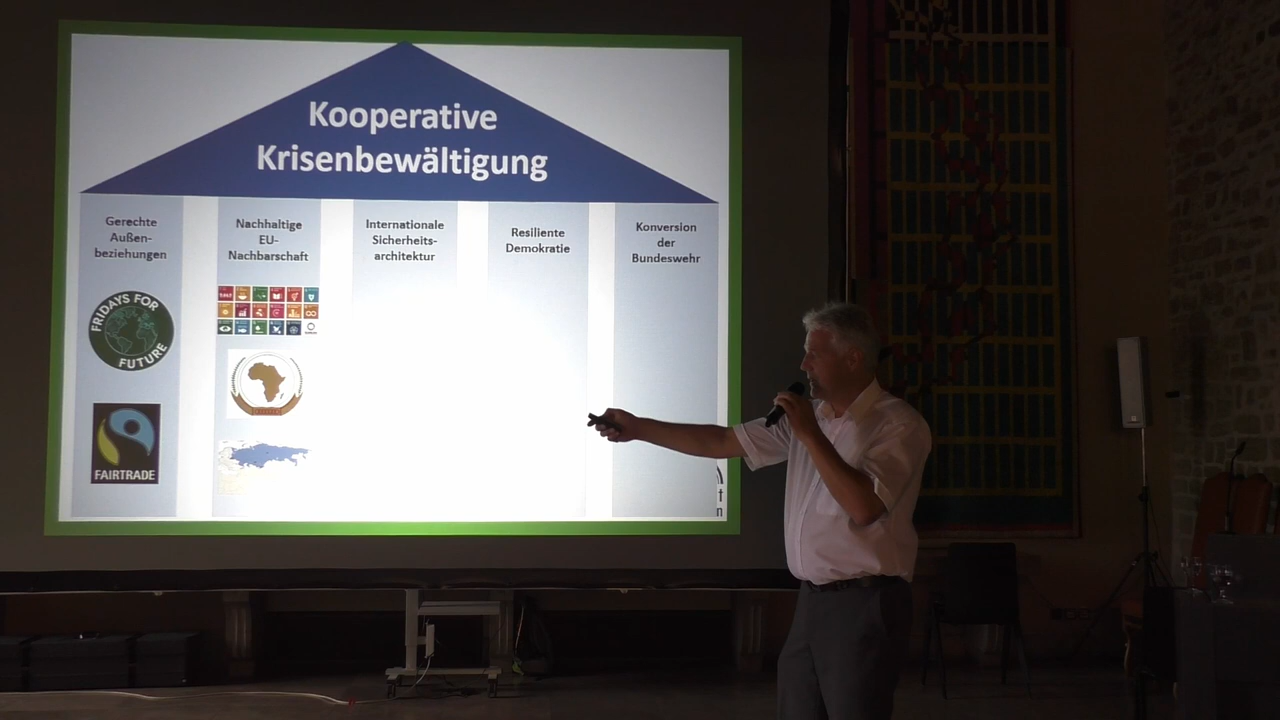 Kooperative
Krisenbewältigung
Gerechte
Außen-
beziehungen
Nachhaltige
EU-
Nachbarschaft
Internationale
Sicherheits-
architektur
Resiliente
Demokratie
Konversion
der
Bundeswehr
FRIDAYS FOR
FUTURE
FAIRTRADE
t
n